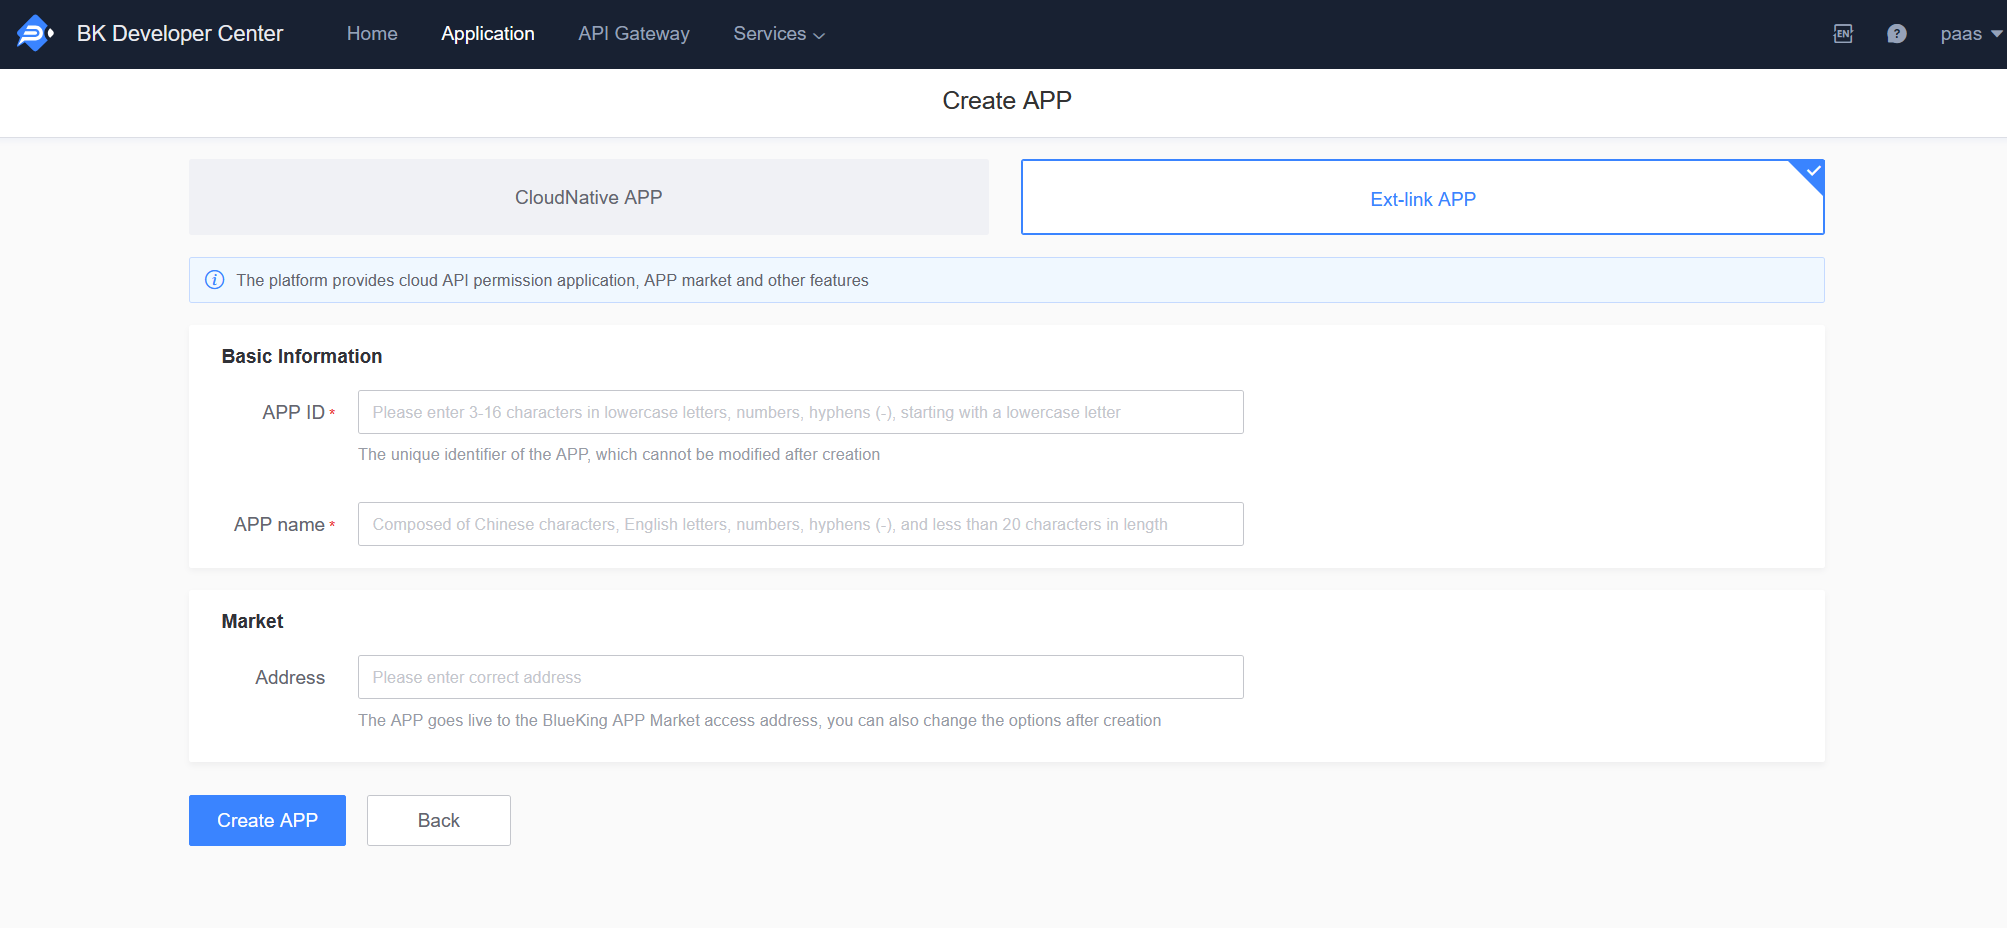 BK Developer Center Home Application API Gateway Services EN ? paas
Create APP
CloudNative APP Ext-link APP
i The platform provides cloud API permission application, APP market and other features
Basic Information
APP ID * Please enter 3-16 characters in lowercase letters, numbers, hyphens (-), starting with a lowercase letter
The unique identifier of the APP, which cannot be modified after creation
APP name * Composed of Chinese characters, English letters, numbers, hyphens (-), and less than 20 characters in length
Market
Address Please enter correct address
The APP goes live to the BlueKing APP Market access address, you can also change the options after creation
Create APP Back